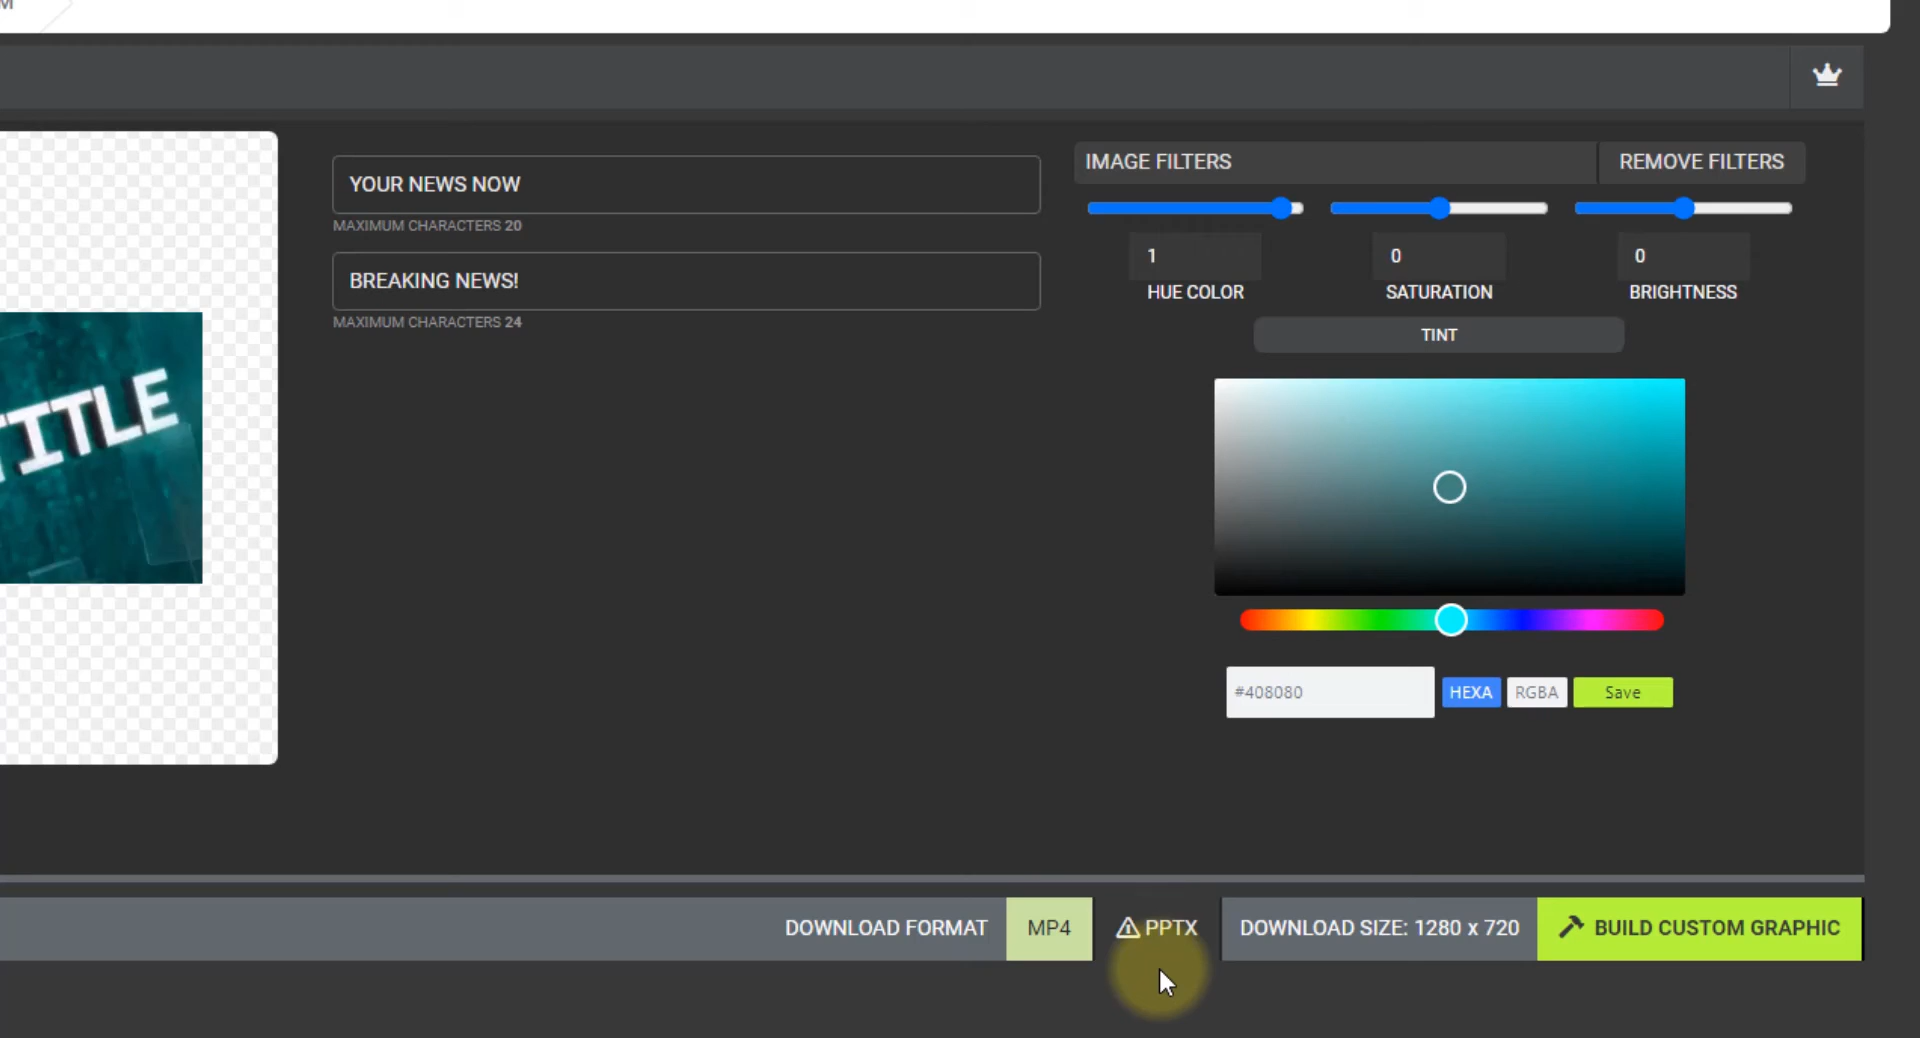 M
YOUR NEWS NOW
MAXIMUM CHARACTERS 20
BREAKING NEWS!
MAXIMUM CHARACTERS 24
TITLE
IMAGE FILTERS
REMOVE FILTERS
1
0
0
HUE COLOR
SATURATION
BRIGHTNESS
TINT
#408080
HEXA
RGBA
Save
DOWNLOAD FORMAT
MP4
PPTX
DOWNLOAD SIZE: 1280 x 720
BUILD CUSTOM GRAPHIC